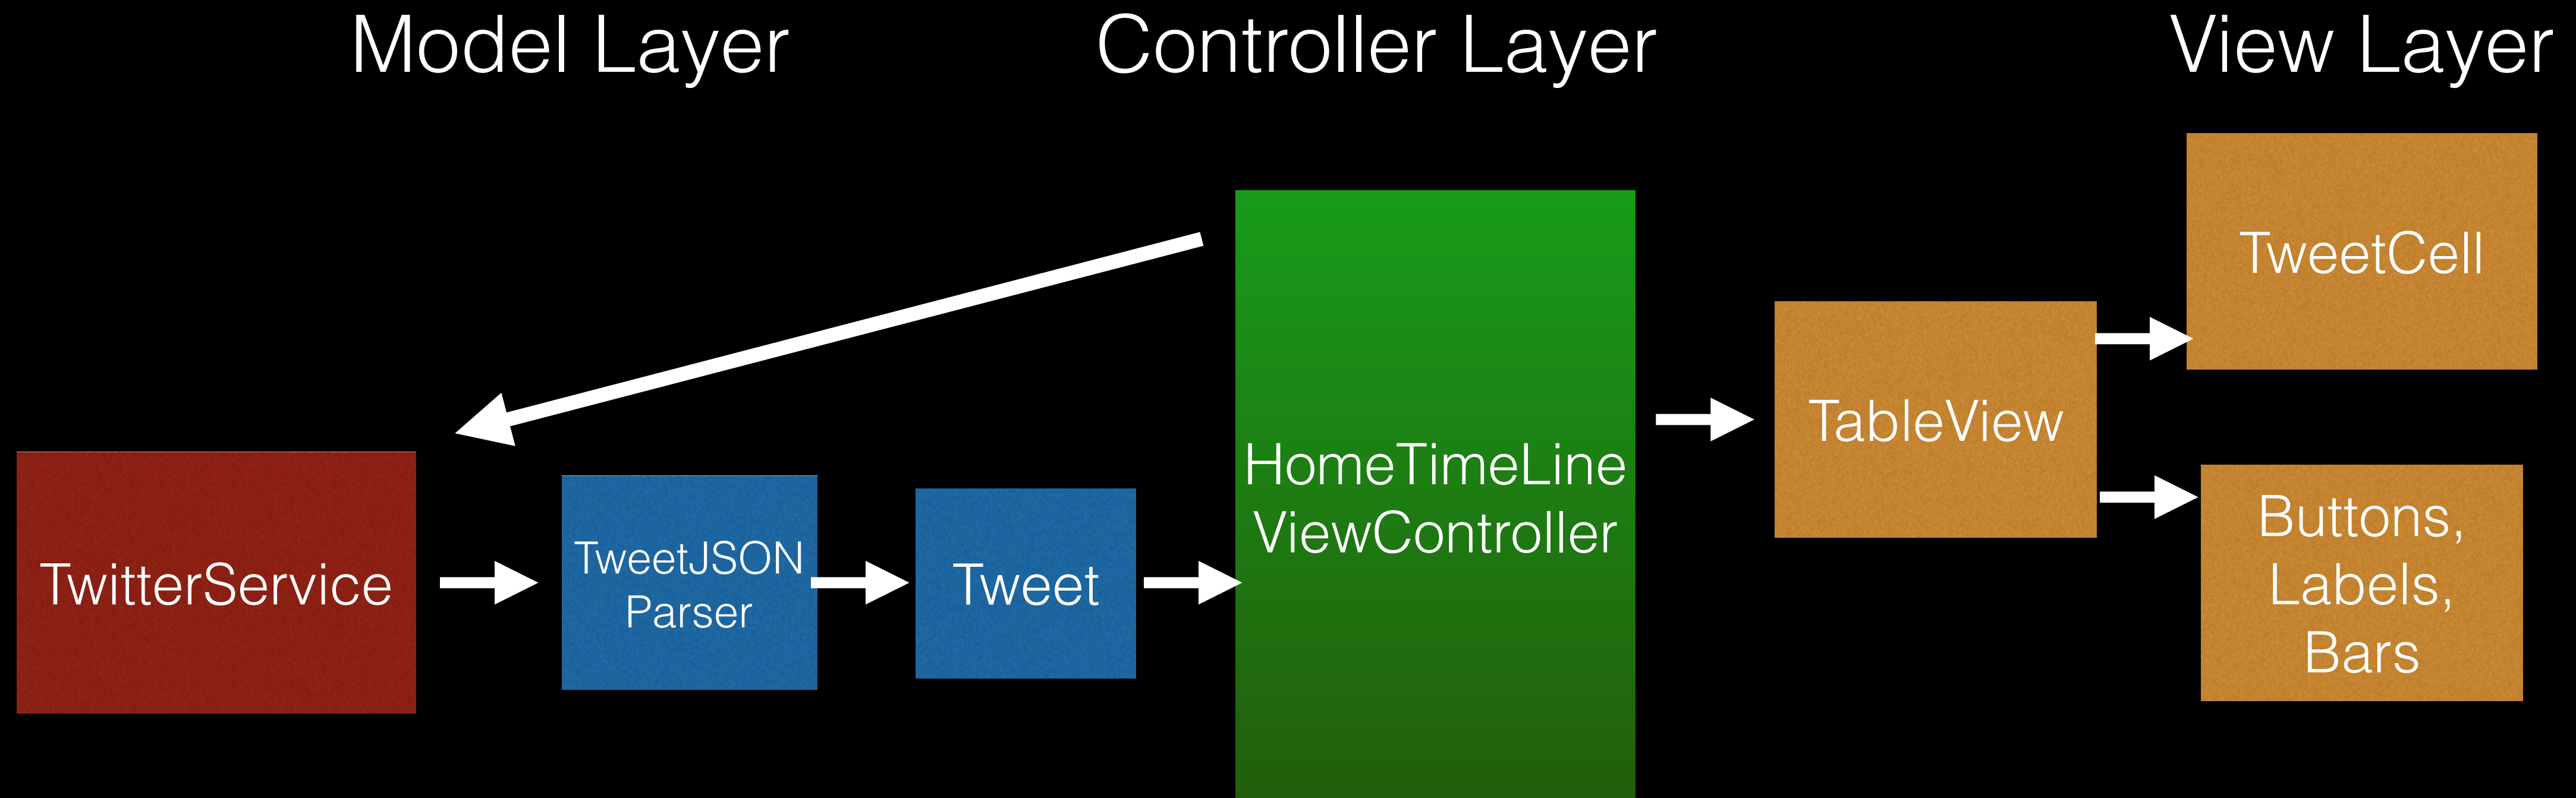 Model Layer
Controller Layer
View Layer
TwitterService
TweetJSON
Parser
Tweet
HomeTimeLine
ViewController
TableView
TweetCell
Buttons,
Labels,
Bars